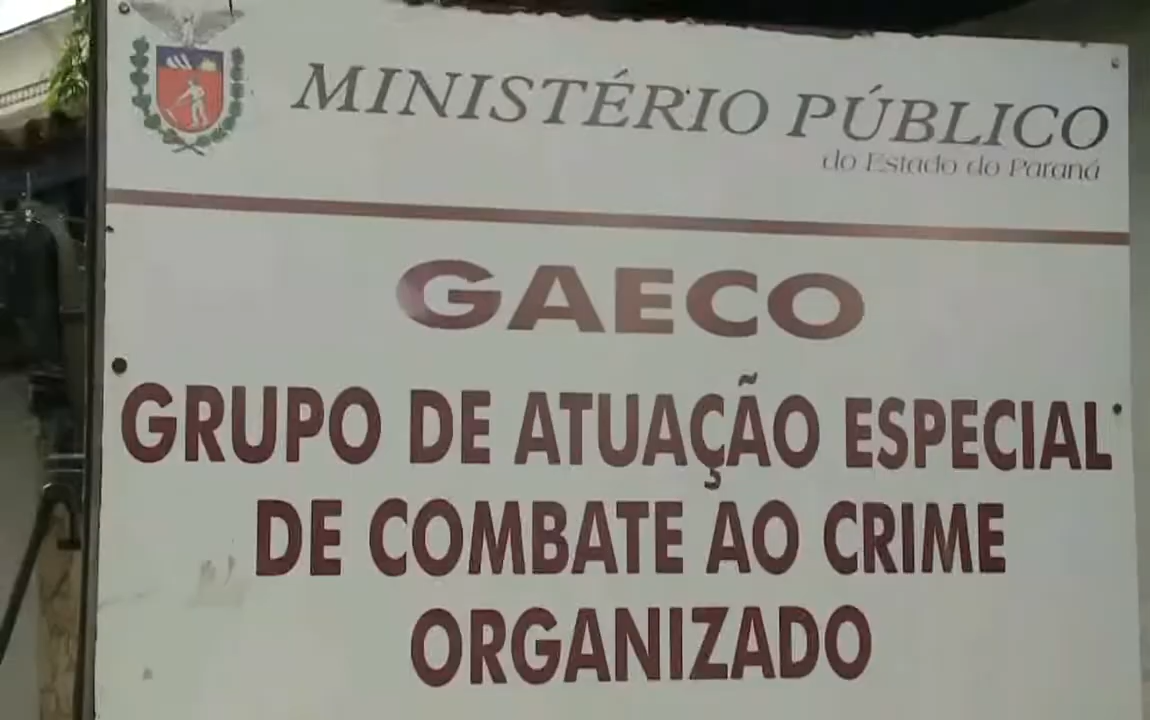 MINISTÉRIO PÚBLICO
do Estado do Paraná
GAECO
GRUPO DE ATUAÇÃO ESPECIAL
DE COMBATE AO CRIME
ORGANIZADO